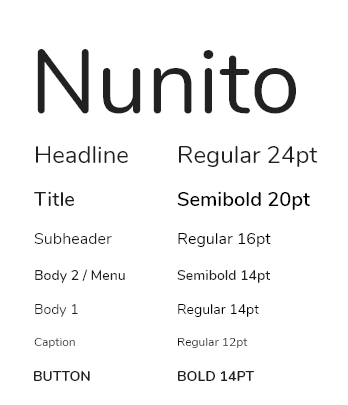 Nunito
Headline Regular 24pt
Title Semibold 20pt
Subheader Regular 16pt
Body 2 / Menu Semibold 14pt
Body 1 Regular 14pt
Caption Regular 12pt
BUTTON BOLD 14PT